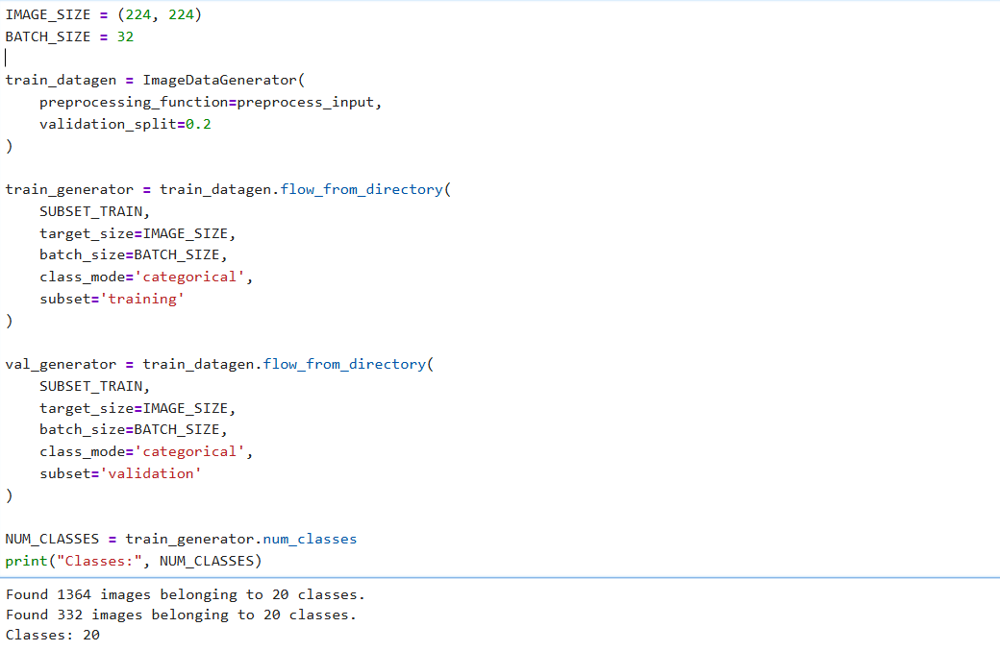 IMAGE_SIZE = (224, 224)
BATCH_SIZE = 32
train_datagen = ImageDataGenerator(
    preprocessing_function=preprocess_input,
    validation_split=0.2
)
train_generator = train_datagen.flow_from_directory(
    SUBSET_TRAIN,
    target_size=IMAGE_SIZE,
    batch_size=BATCH_SIZE,
    class_mode='categorical',
    subset='training'
)
val_generator = train_datagen.flow_from_directory(
    SUBSET_TRAIN,
    target_size=IMAGE_SIZE,
    batch_size=BATCH_SIZE,
    class_mode='categorical',
    subset='validation'
)
NUM_CLASSES = train_generator.num_classes
print("Classes:", NUM_CLASSES)
Found 1364 images belonging to 20 classes.
Found 332 images belonging to 20 classes.
Classes: 20